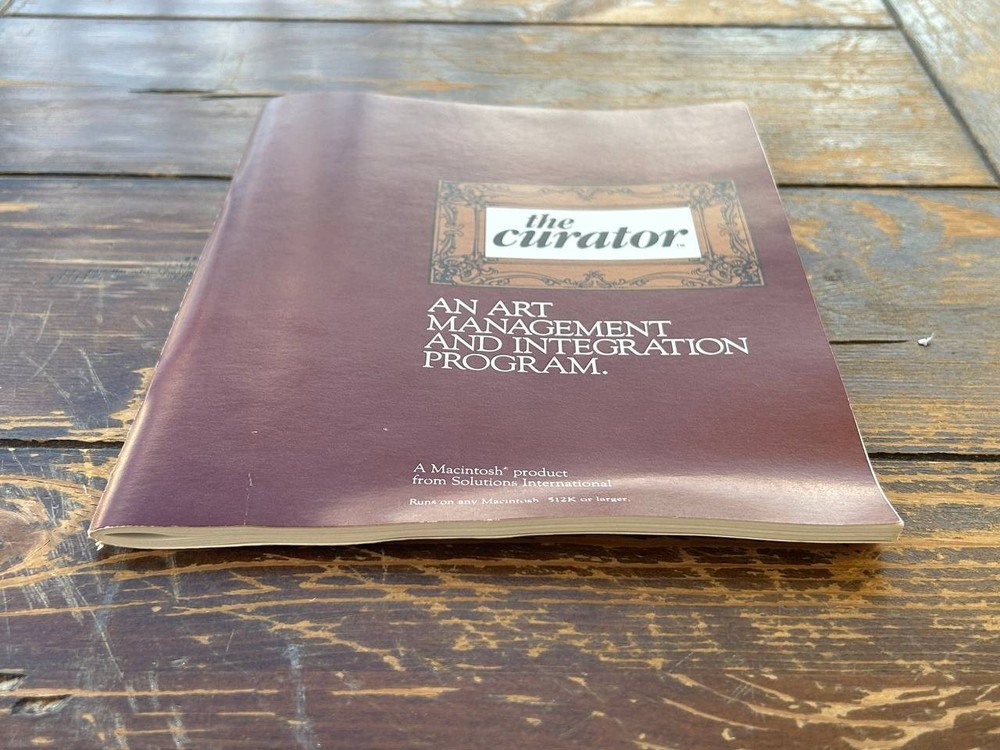 the
curator™
AN ART
MANAGEMENT
AND INTEGRATION
PROGRAM.
A Macintosh® product
from Solutions International
Runs on any Macintosh 512K or larger.